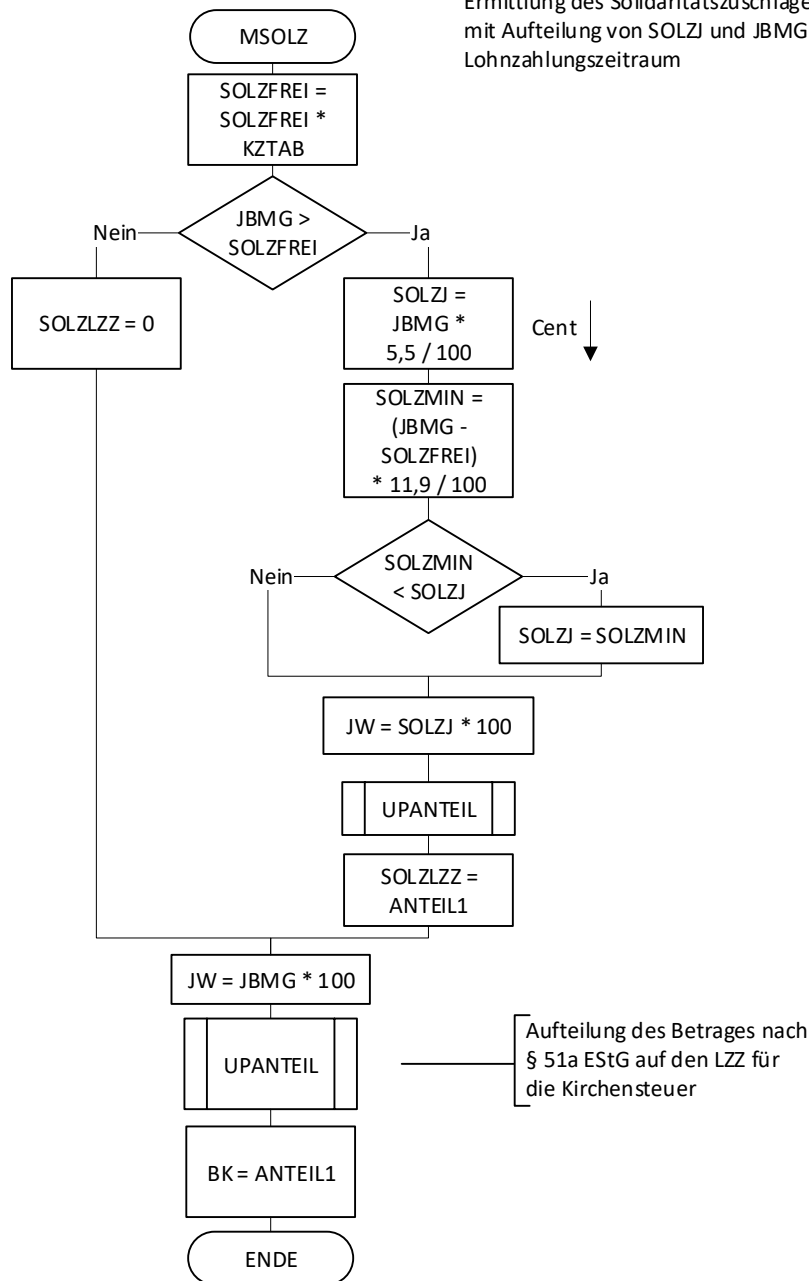 Ermittlung des Solidaritätszuschlages
mit Aufteilung von SOLZJ und JBMG
Lohnzahlungszeitraum
MSOLZ
SOLZFREI =
SOLZFREI *
KZTAB
JBMG >
SOLZFREI
Nein
Ja
SOLZLZZ = 0
SOLZJ =
JBMG *
5,5 / 100
Cent
SOLZMIN =
(JBMG -
SOLZFREI)
* 11,9 / 100
SOLZMIN
< SOLZJ
Nein
Ja
SOLZJ = SOLZMIN
JW = SOLZJ * 100
UPANTEIL
SOLZLZZ =
ANTEIL1
JW = JBMG * 100
UPANTEIL
Aufteilung des Betrages nach
§ 51a EStG auf den LZZ für
die Kirchensteuer
BK = ANTEIL1
ENDE